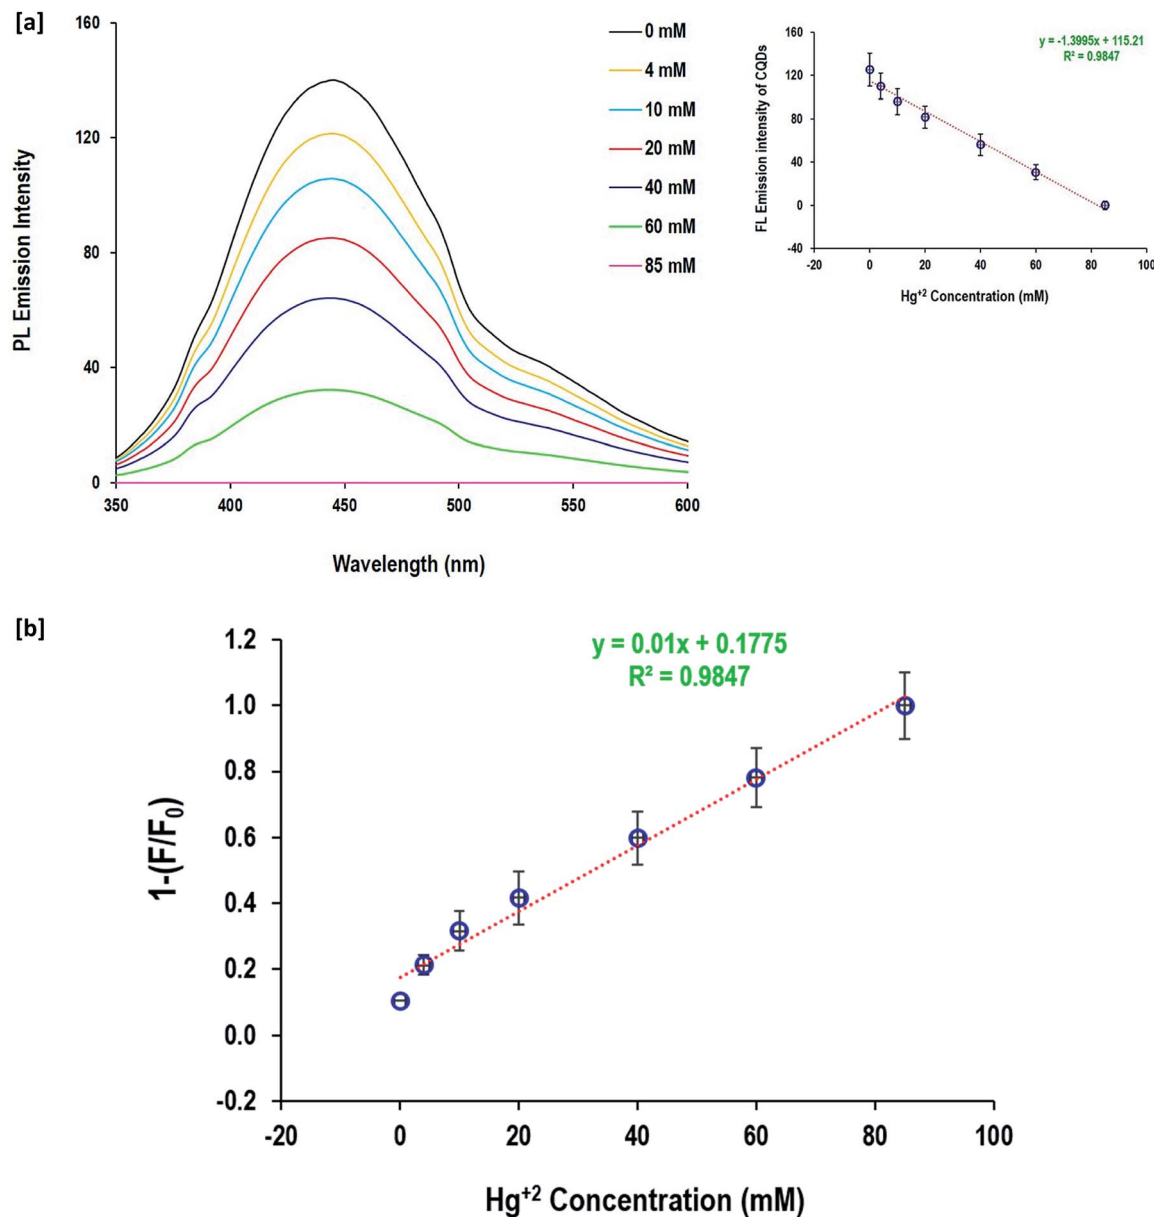 [a]
160
120
80
40
0
PL Emission Intensity
350 400 450 500 550 600
Wavelength (nm)
0 mM
4 mM
10 mM
20 mM
40 mM
60 mM
85 mM
y = -1.3995x + 115.21
R² = 0.9847
160
120
80
40
0
-40
FL Emission intensity of CQDs
-20 0 20 40 60 80 100
Hg⁺² Concentration (mM)
[b]
y = 0.01x + 0.1775
R² = 0.9847
1.2
1.0
0.8
0.6
0.4
0.2
0.0
-0.2
1-(F/F₀)
-20 0 20 40 60 80 100
Hg⁺² Concentration (mM)